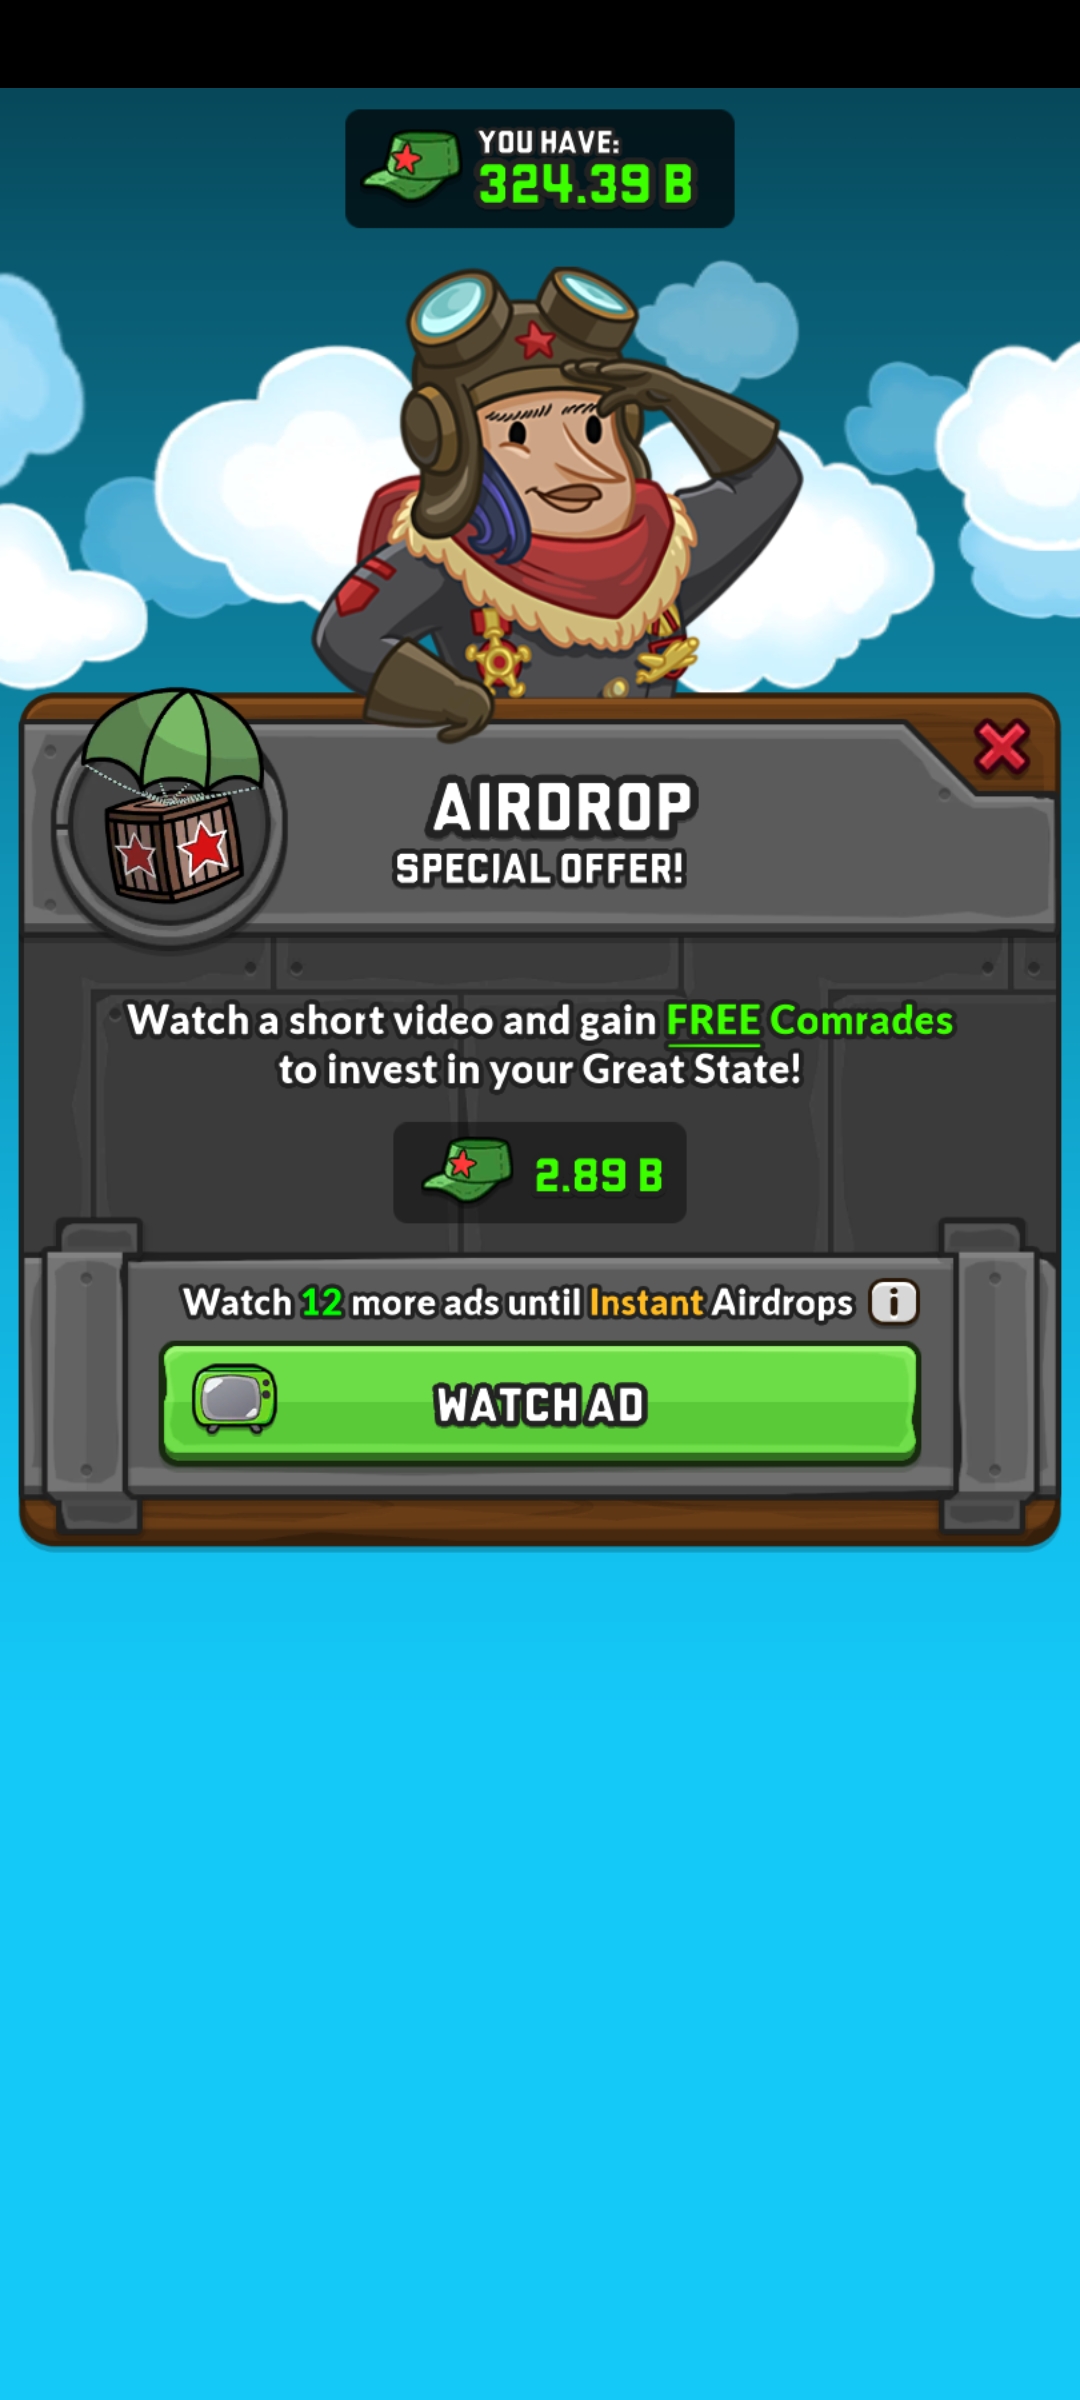 YOU HAVE:
324.39 B
AIRDROP
SPECIAL OFFER!
Watch a short video and gain FREE Comrades
to invest in your Great State!
2.89 B
Watch 12 more ads until Instant Airdrops i
WATCH AD